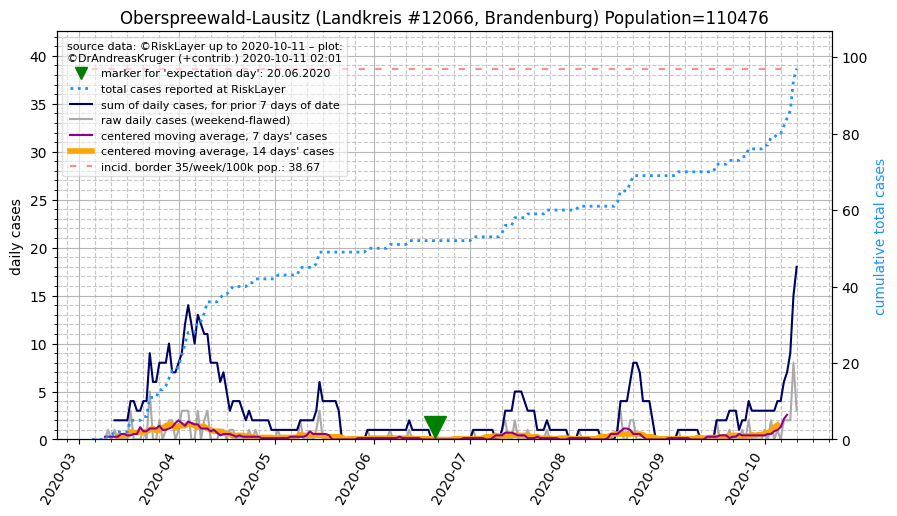 Oberspreewald-Lausitz (Landkreis #12066, Brandenburg) Population=110476
source data: ©RiskLayer up to 2020-10-11 – plot:
©DrAndreasKruger (+contrib.) 2020-10-11 02:01
marker for 'expectation day': 20.06.2020
total cases reported at RiskLayer
sum of daily cases, for prior 7 days of date
raw daily cases (weekend-flawed)
centered moving average, 7 days' cases
centered moving average, 14 days' cases
incid. border 35/week/100k pop.: 38.67
daily cases
40
35
30
25
20
15
10
5
0
cumulative total cases
100
80
60
40
20
0
2020-03
2020-04
2020-05
2020-06
2020-07
2020-08
2020-09
2020-10